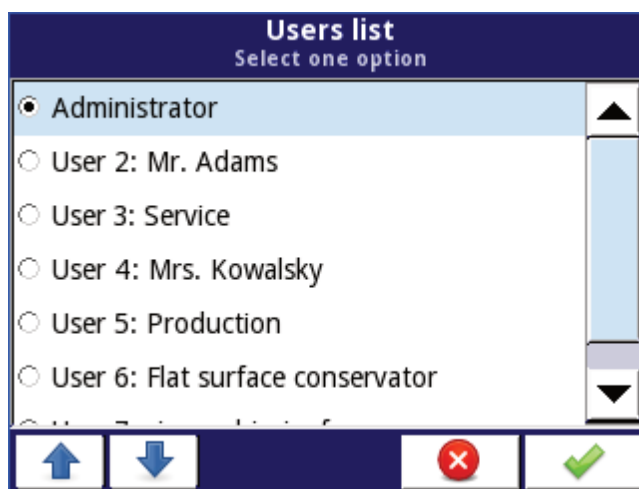 Users list
Select one option
Administrator
User 2: Mr. Adams
User 3: Service
User 4: Mrs. Kowalsky
User 5: Production
User 6: Flat surface conservator